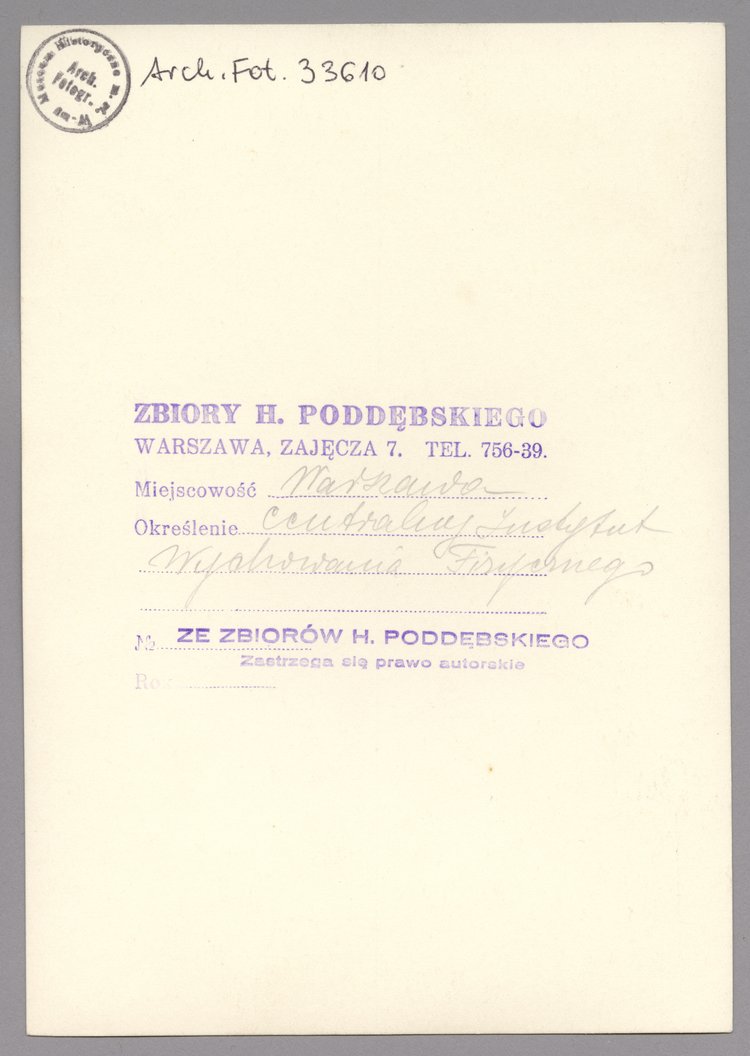 Muzeum Historyczne m. st. W-wy
Arch.
Fotogr.
Arch. Fot. 33610
ZBIORY H. PODDĘBSKIEGO
WARSZAWA, ZAJĘCZA 7. TEL. 756-39.
Miejscowość Warszawa
Określenie Centralny Instytut
Wychowania Fizycznego
№ ZE ZBIORÓW H. PODDĘBSKIEGO
Zastrzega się prawo autorskie
Rok